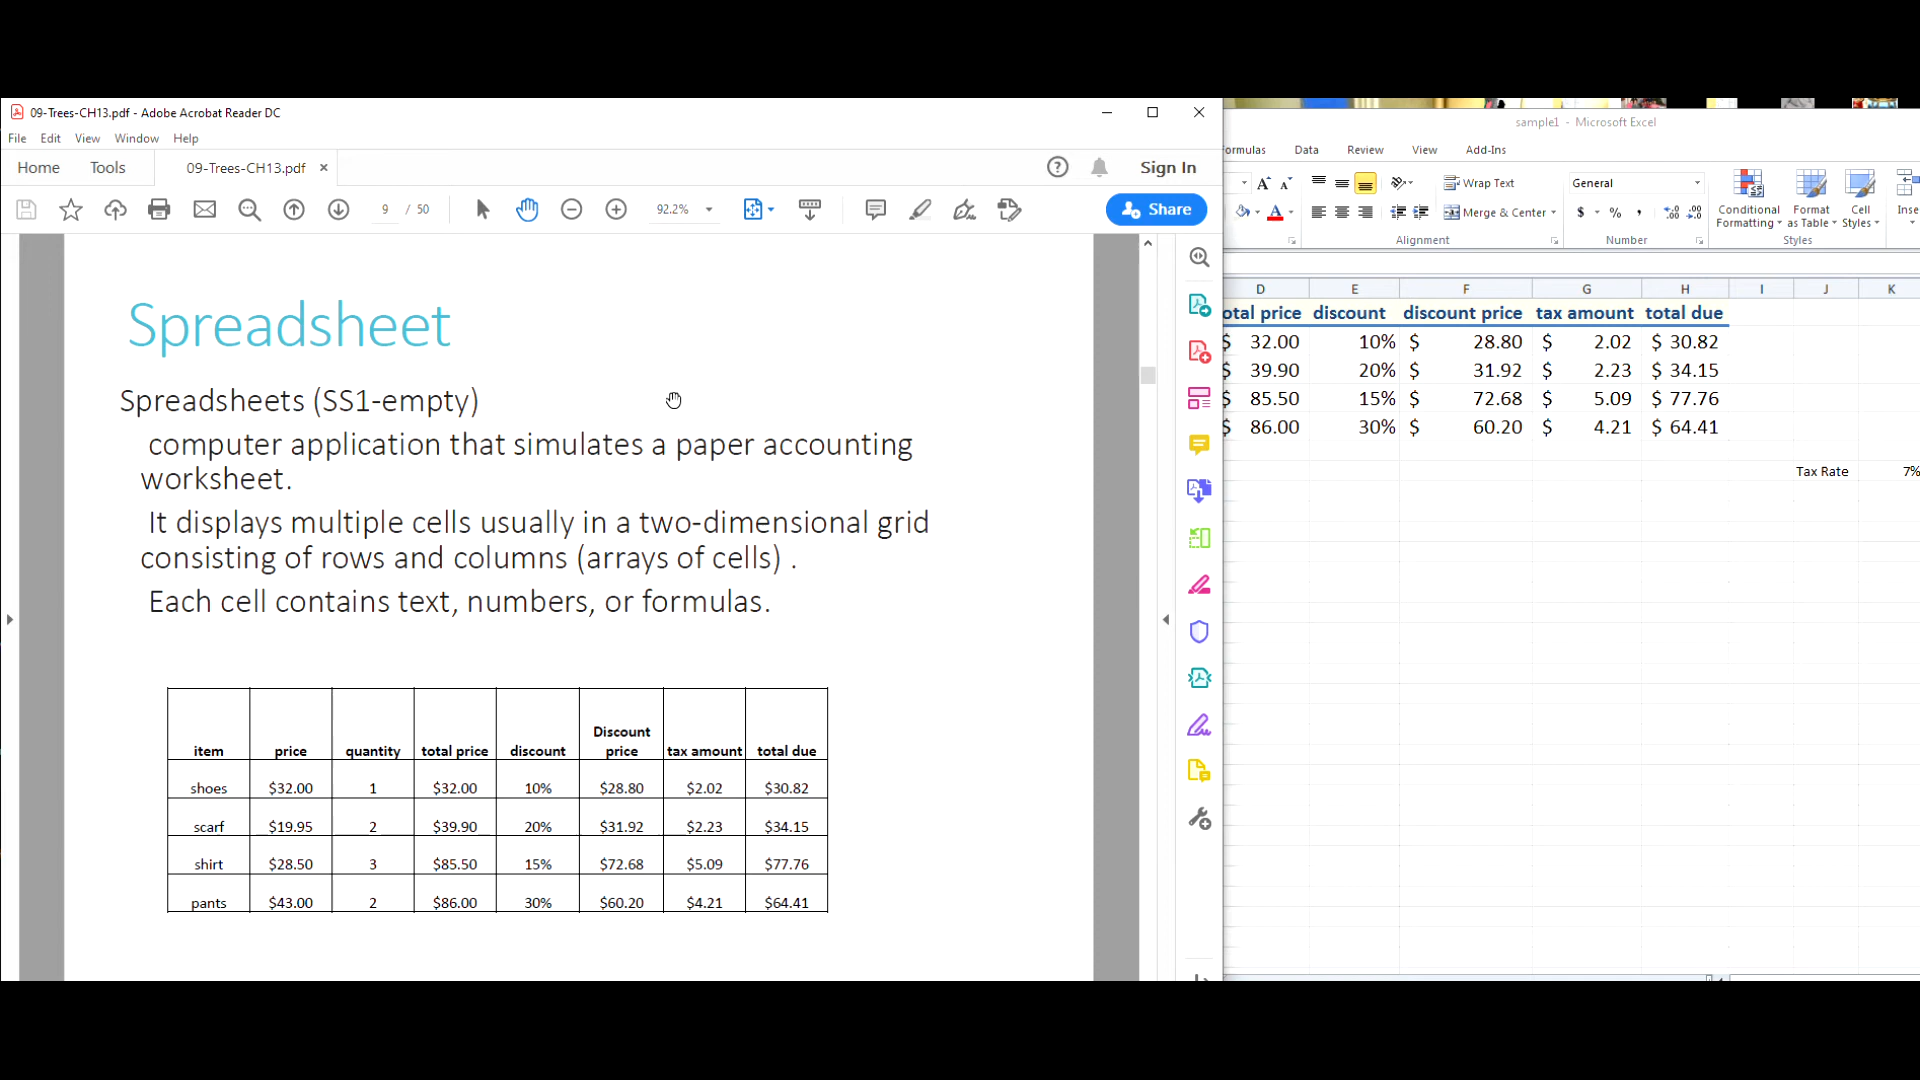 09-Trees-CH13.pdf - Adobe Acrobat Reader DC
File Edit View Window Help
Home Tools 09-Trees-CH13.pdf × Sign In
9 / 50 92.2% Share
Spreadsheet
Spreadsheets (SS1-empty)
computer application that simulates a paper accounting
worksheet.
It displays multiple cells usually in a two-dimensional grid
consisting of rows and columns (arrays of cells) .
Each cell contains text, numbers, or formulas.
item price quantity total price discount Discount price tax amount total due
shoes $32.00 1 $32.00 10% $28.80 $2.02 $30.82
scarf $19.95 2 $39.90 20% $31.92 $2.23 $34.15
shirt $28.50 3 $85.50 15% $72.68 $5.09 $77.76
pants $43.00 2 $86.00 30% $60.20 $4.21 $64.41
sample1 - Microsoft Excel
ormulas Data Review View Add-Ins
Wrap Text General
Merge & Center $ % , Conditional Formatting Format as Table Cell Styles Inse
Alignment Number Styles
D E F G H I J K
otal price discount discount price tax amount total due
$ 32.00 10% $ 28.80 $ 2.02 $ 30.82
$ 39.90 20% $ 31.92 $ 2.23 $ 34.15
$ 85.50 15% $ 72.68 $ 5.09 $ 77.76
$ 86.00 30% $ 60.20 $ 4.21 $ 64.41
Tax Rate 7%